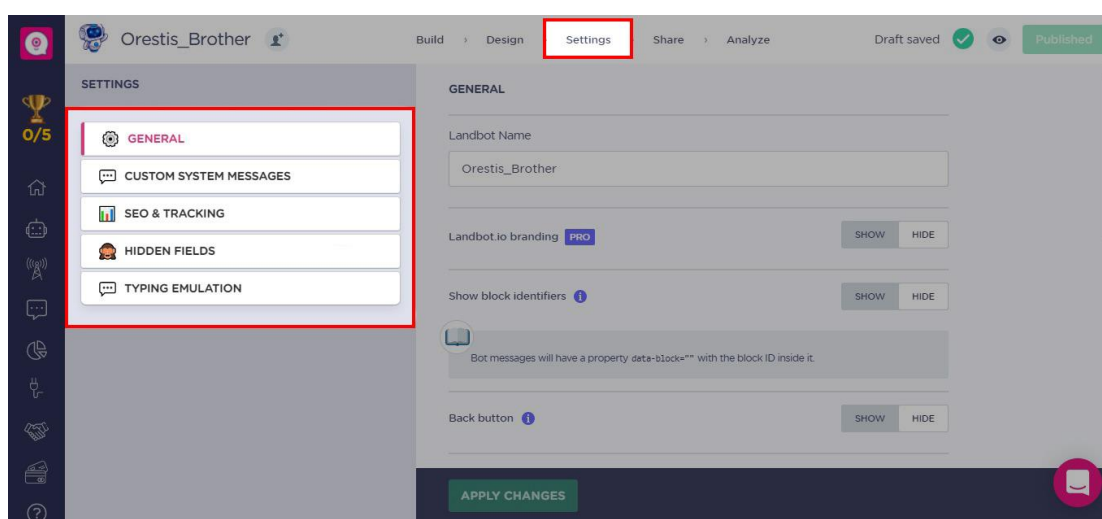 Orestis_Brother
Build > Design Settings Share > Analyze
Draft saved
Published
0/5
SETTINGS
GENERAL
CUSTOM SYSTEM MESSAGES
SEO & TRACKING
HIDDEN FIELDS
TYPING EMULATION
GENERAL
Landbot Name
Orestis_Brother
Landbot.io branding PRO
SHOW HIDE
Show block identifiers i
SHOW HIDE
Bot messages will have a property data-block="" with the block ID inside it.
Back button i
SHOW HIDE
APPLY CHANGES